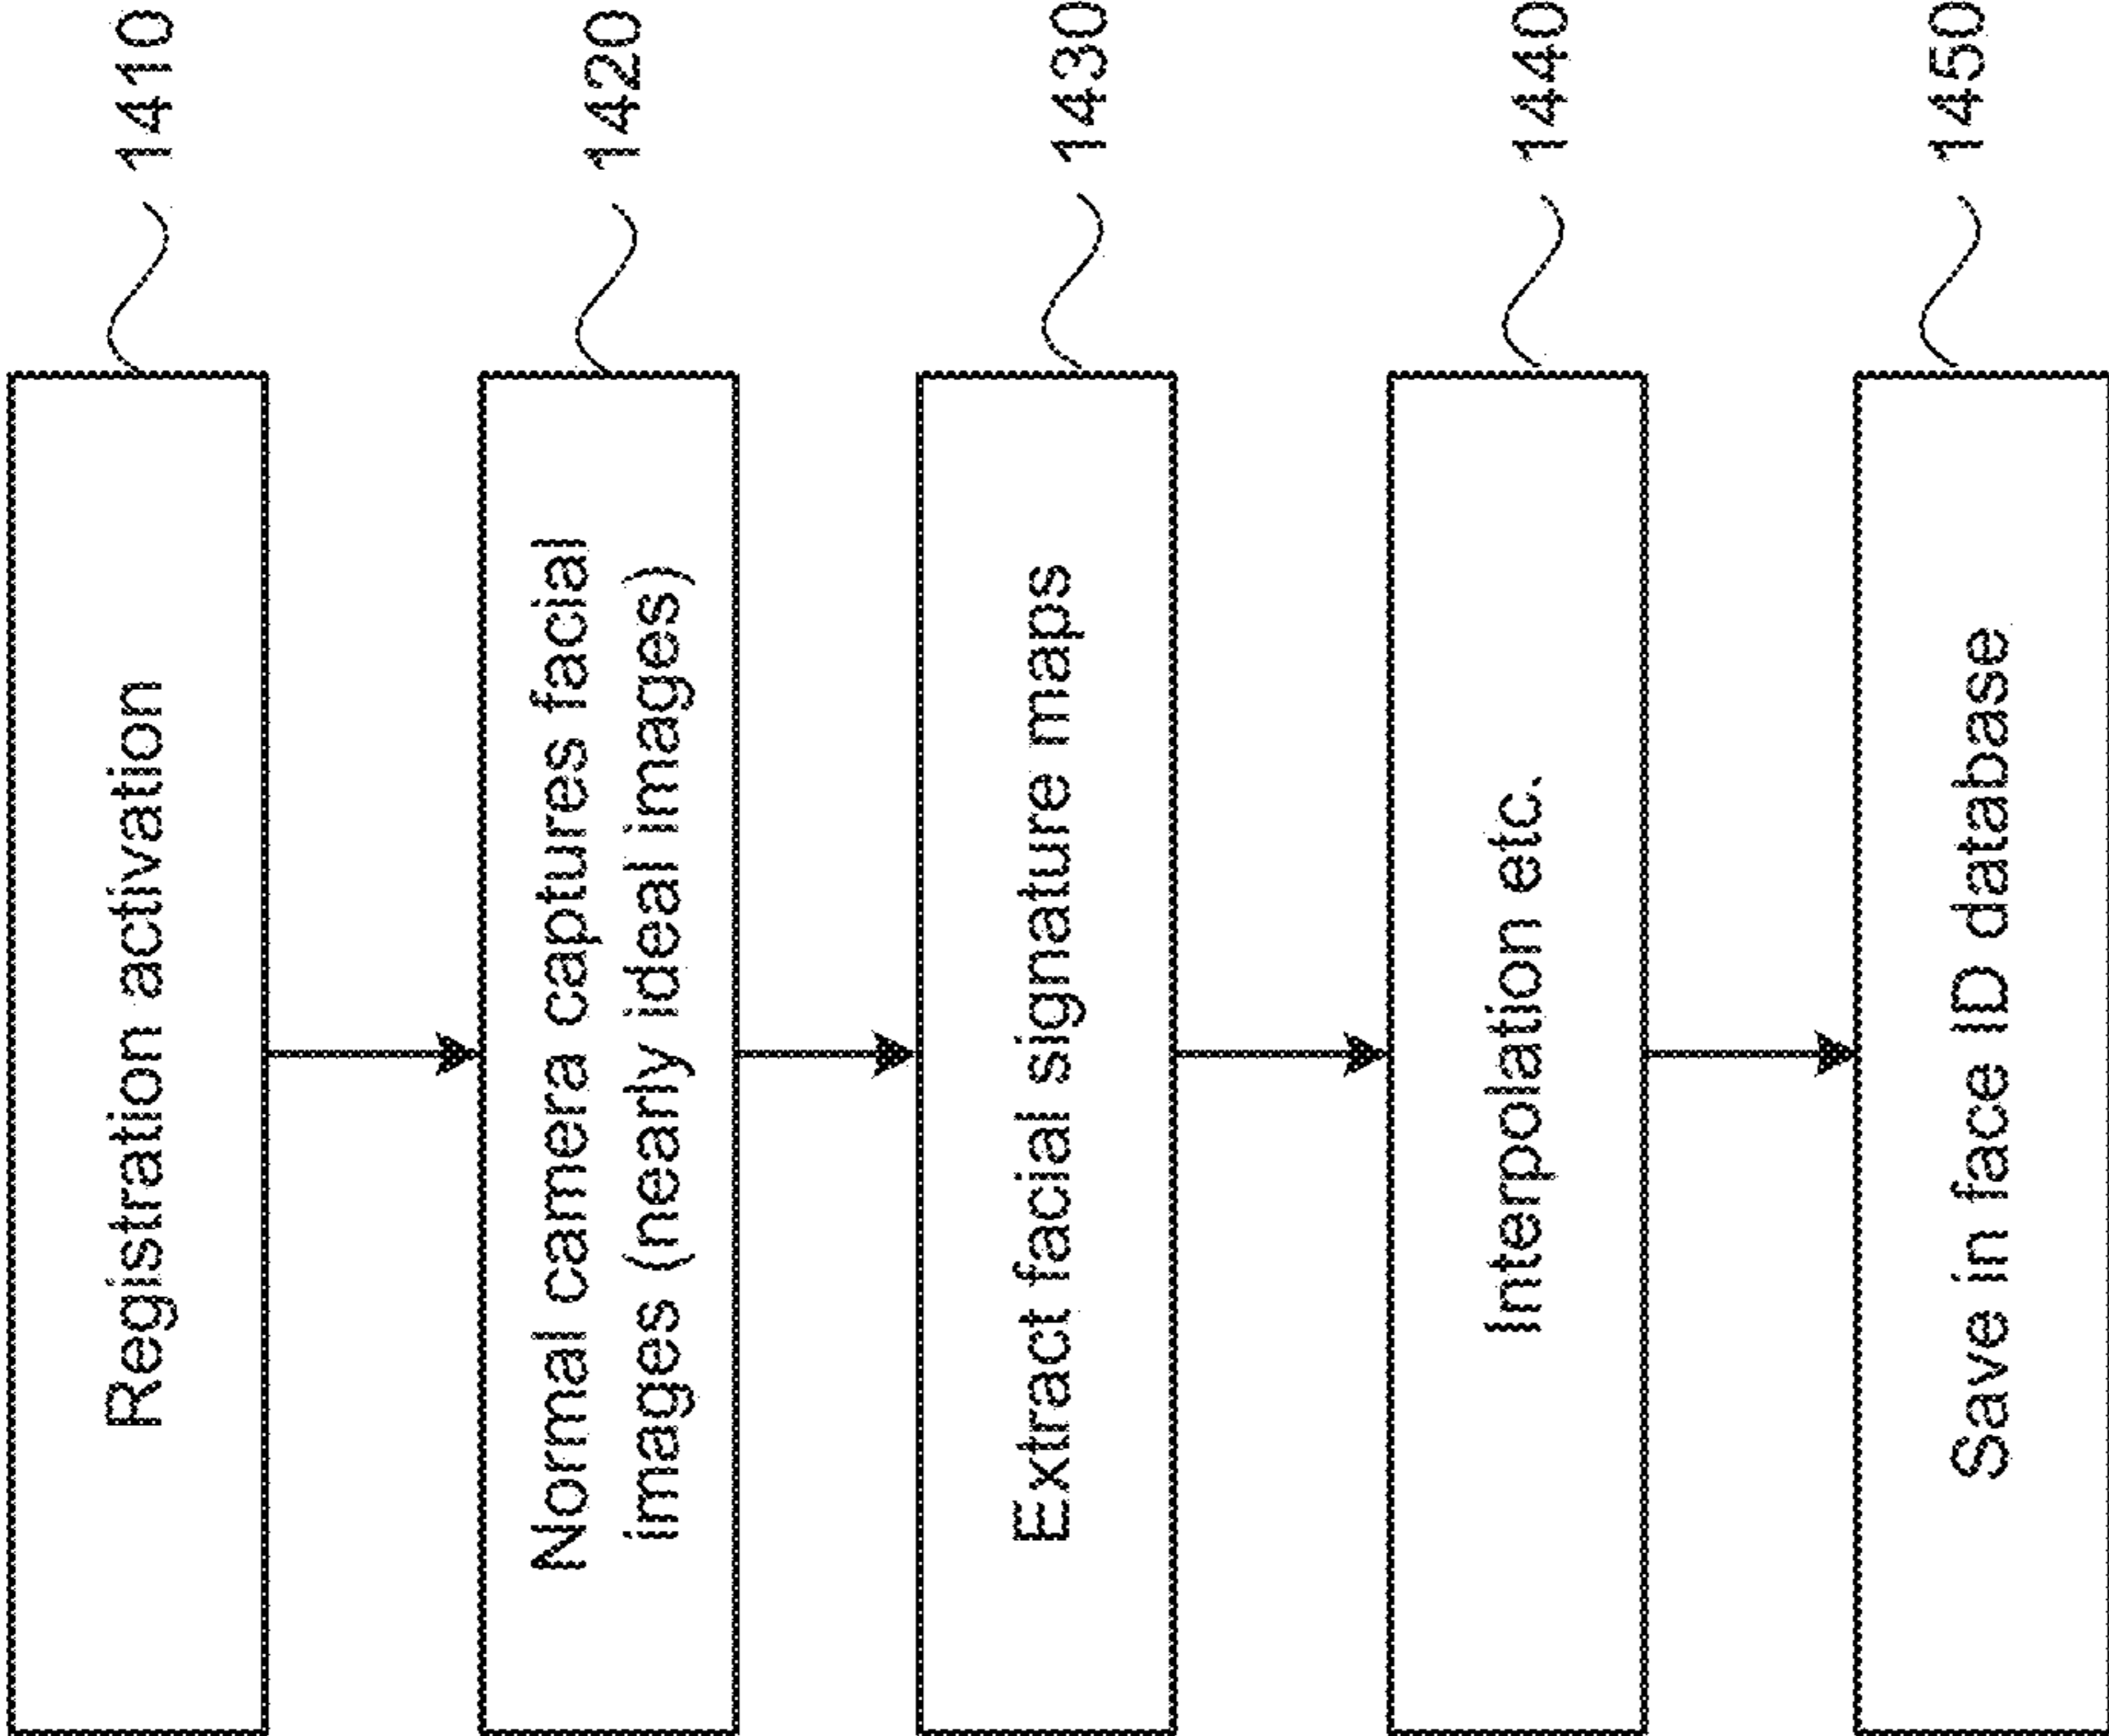 Registration activation
1410
Normal camera captures facial
images (nearly ideal images)
1420
Extract facial signature maps
1430
Interpolation etc.
1440
Save in face ID database
1450